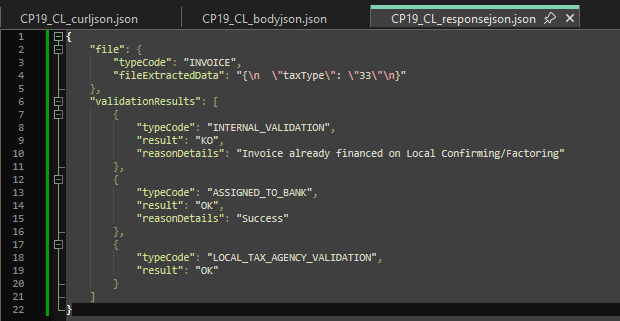 CP19_CL_curljson.json CP19_CL_bodyjson.json CP19_CL_responsejson.json
1 {
2 "file": {
3 "typeCode": "INVOICE",
4 "fileExtractedData": "{\n  \"taxType\": \"33\"\n}"
5 },
6 "validationResults": [
7 {
8 "typeCode": "INTERNAL_VALIDATION",
9 "result": "KO",
10 "reasonDetails": "Invoice already financed on Local Confirming/Factoring"
11 },
12 {
13 "typeCode": "ASSIGNED_TO_BANK",
14 "result": "OK",
15 "reasonDetails": "Success"
16 },
17 {
18 "typeCode": "LOCAL_TAX_AGENCY_VALIDATION",
19 "result": "OK"
20 }
21 ]
22 }